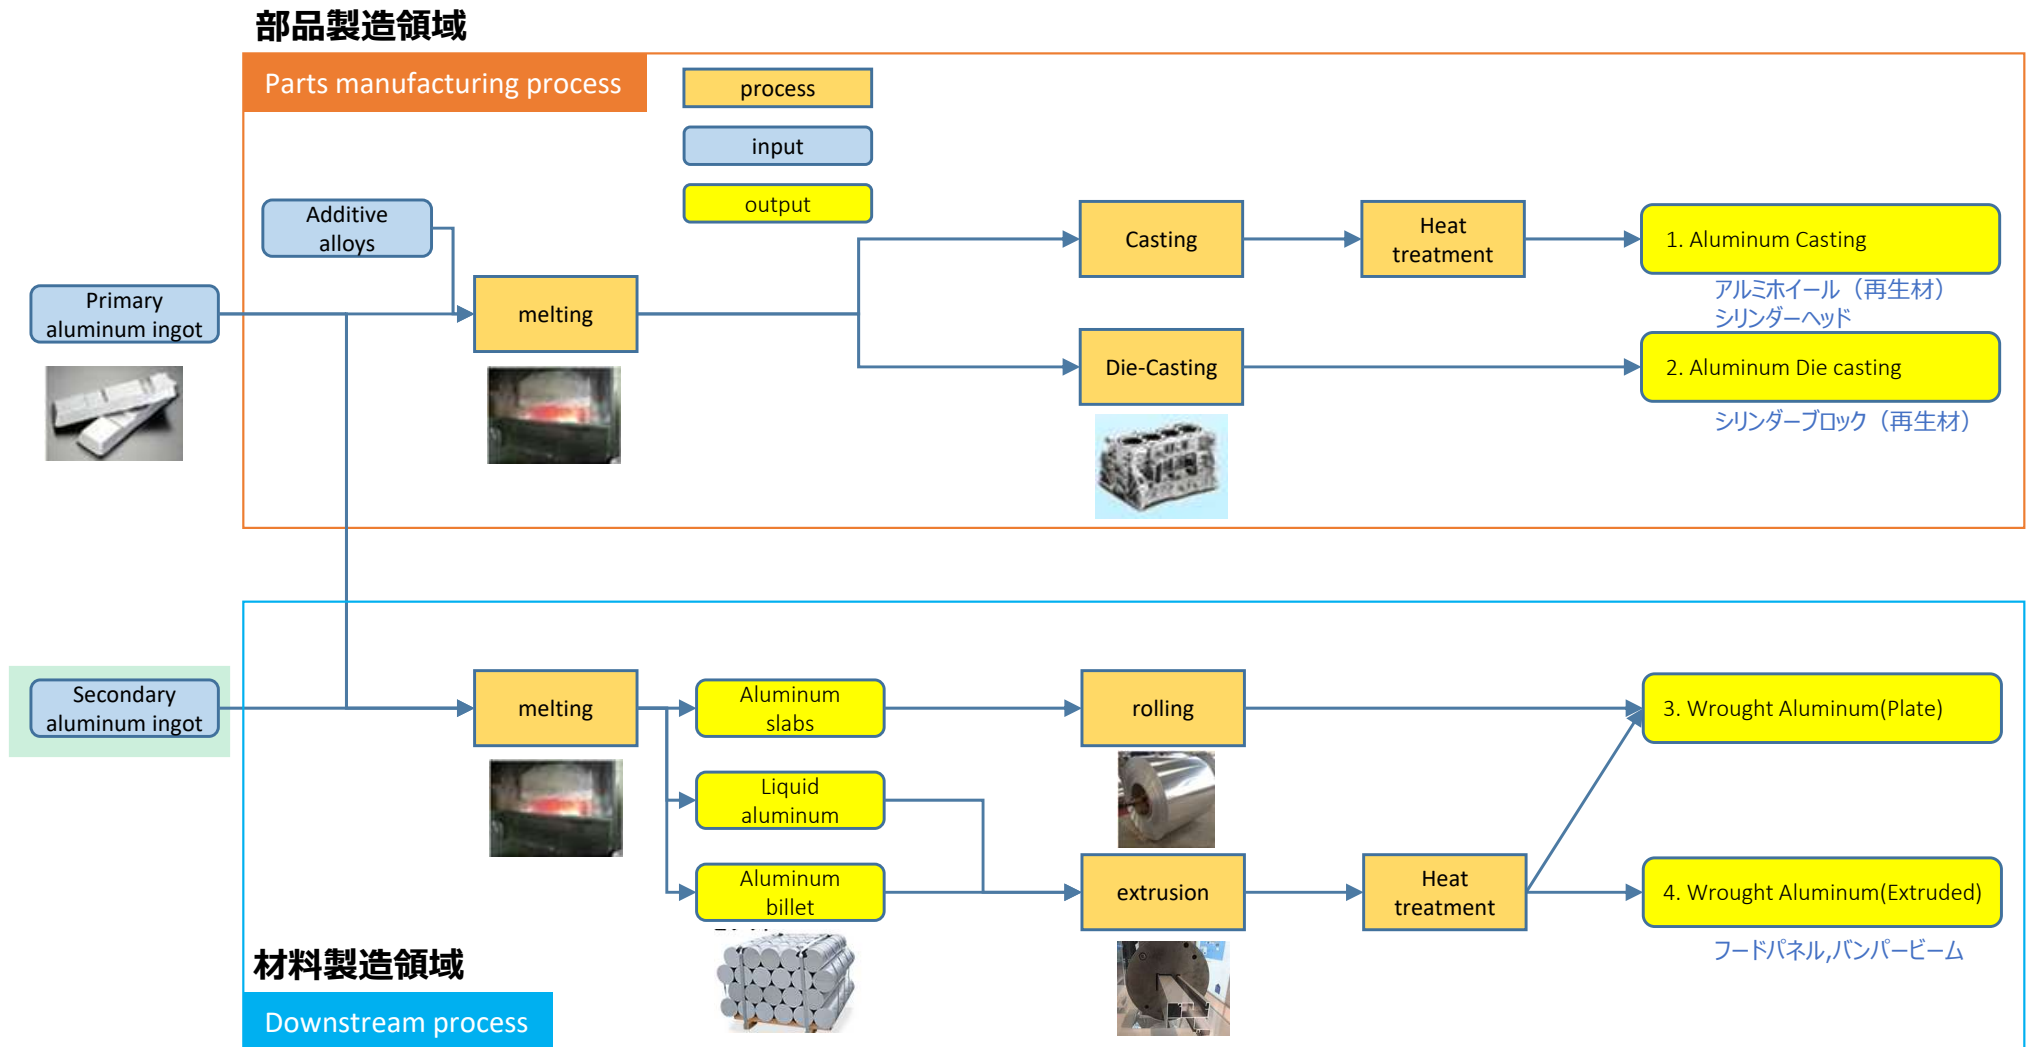 部品製造領域
Parts manufacturing process
process
input
output
Additive
alloys
Primary
aluminum ingot
melting
Casting
Heat
treatment
1. Aluminum Casting
アルミホイール（再生材）
シリンダーヘッド
Die-Casting
2. Aluminum Die casting
シリンダーブロック（再生材）
Secondary
aluminum ingot
melting
Aluminum
slabs
rolling
3. Wrought Aluminum(Plate)
Liquid
aluminum
Aluminum
billet
extrusion
Heat
treatment
4. Wrought Aluminum(Extruded)
フードパネル,バンパービーム
材料製造領域
Downstream process